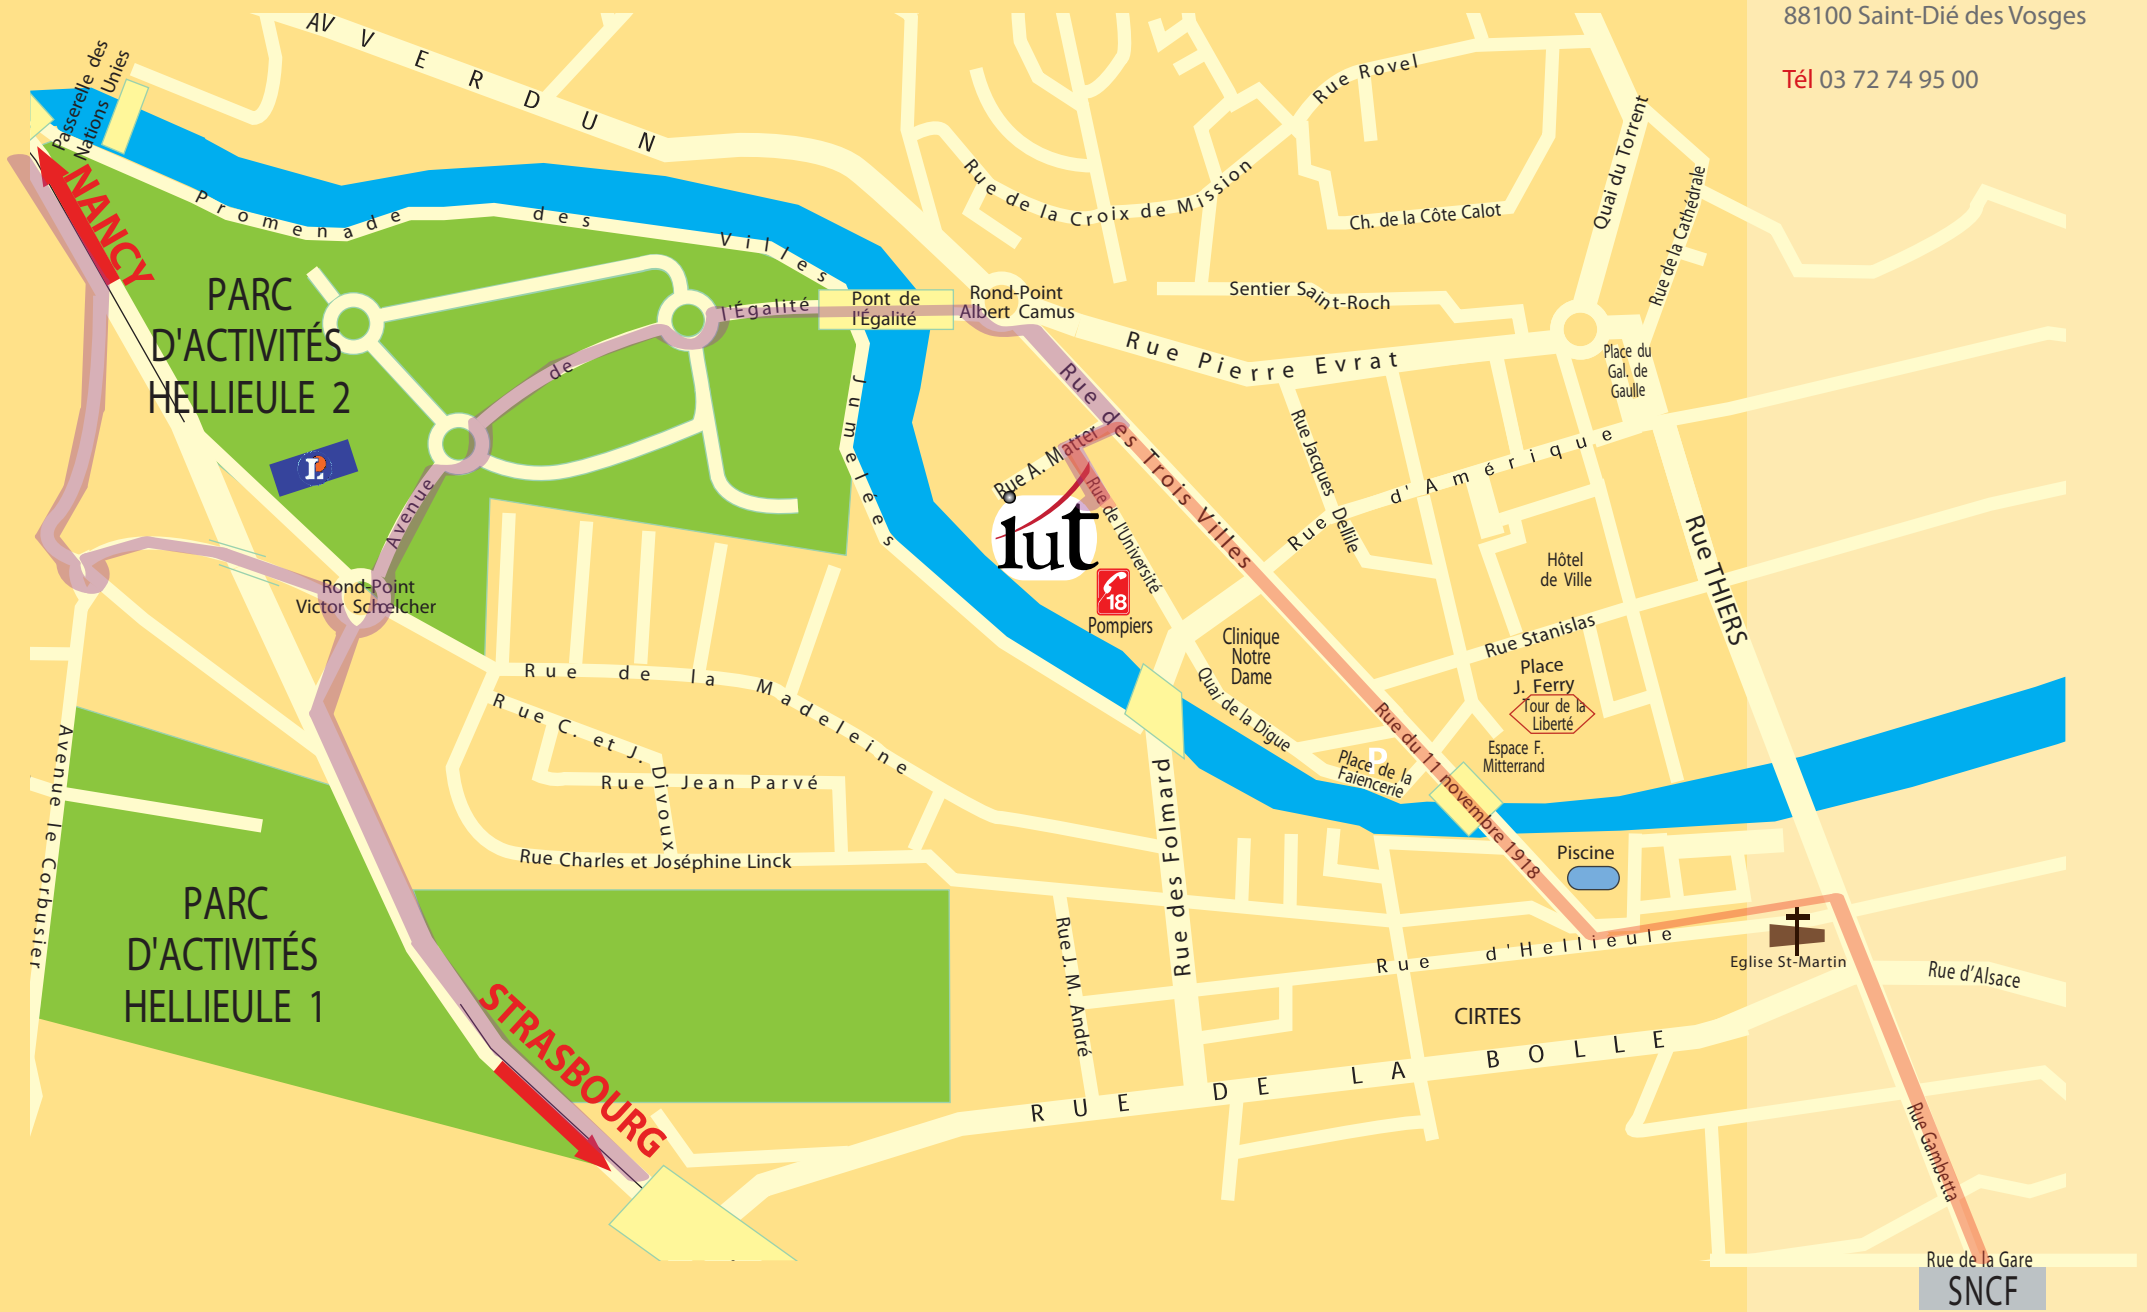 88100 Saint-Dié des Vosges
Tél 03 72 74 95 00
AV VERDUN
Passerelle des
Nations Unies
NANCY
Promenade des Villes Jumelées
PARC
D'ACTIVITÉS
HELLIEULE 2
L
Avenue de l'Égalité
Pont de
l'Égalité
Rond-Point
Albert Camus
Rue Rovel
Rue de la Croix de Mission
Ch. de la Côte Calot
Sentier Saint-Roch
Quai du Torrent
Rue de la Cathédrale
Rue Pierre Evrat
Place du
Gal. de
Gaulle
Rue des Trois Villes
Rue A. Matter
Rue de l'Université
iut
18
Pompiers
Rue Jacques Delille
Rue d'Amérique
Rue THIERS
Hôtel
de Ville
Rue Stanislas
Place
J. Ferry
Tour de la
Liberté
Espace F.
Mitterrand
Clinique
Notre
Dame
Quai de la Digue
P
Place de la
Faiencerie
Rue du 11 novembre 1918
Rond-Point
Victor Schœlcher
Rue de la Madeleine
Rue C. et J. Divoux
Rue Jean Parvé
Rue Charles et Joséphine Linck
Rue des Folmard
Avenue le Corbusier
PARC
D'ACTIVITÉS
HELLIEULE 1
STRASBOURG
Rue J. M. André
Piscine
Rue d'Hellieule
Eglise St-Martin
Rue d'Alsace
CIRTES
RUE DE LA BOLLE
Rue Gambetta
Rue de la Gare
SNCF